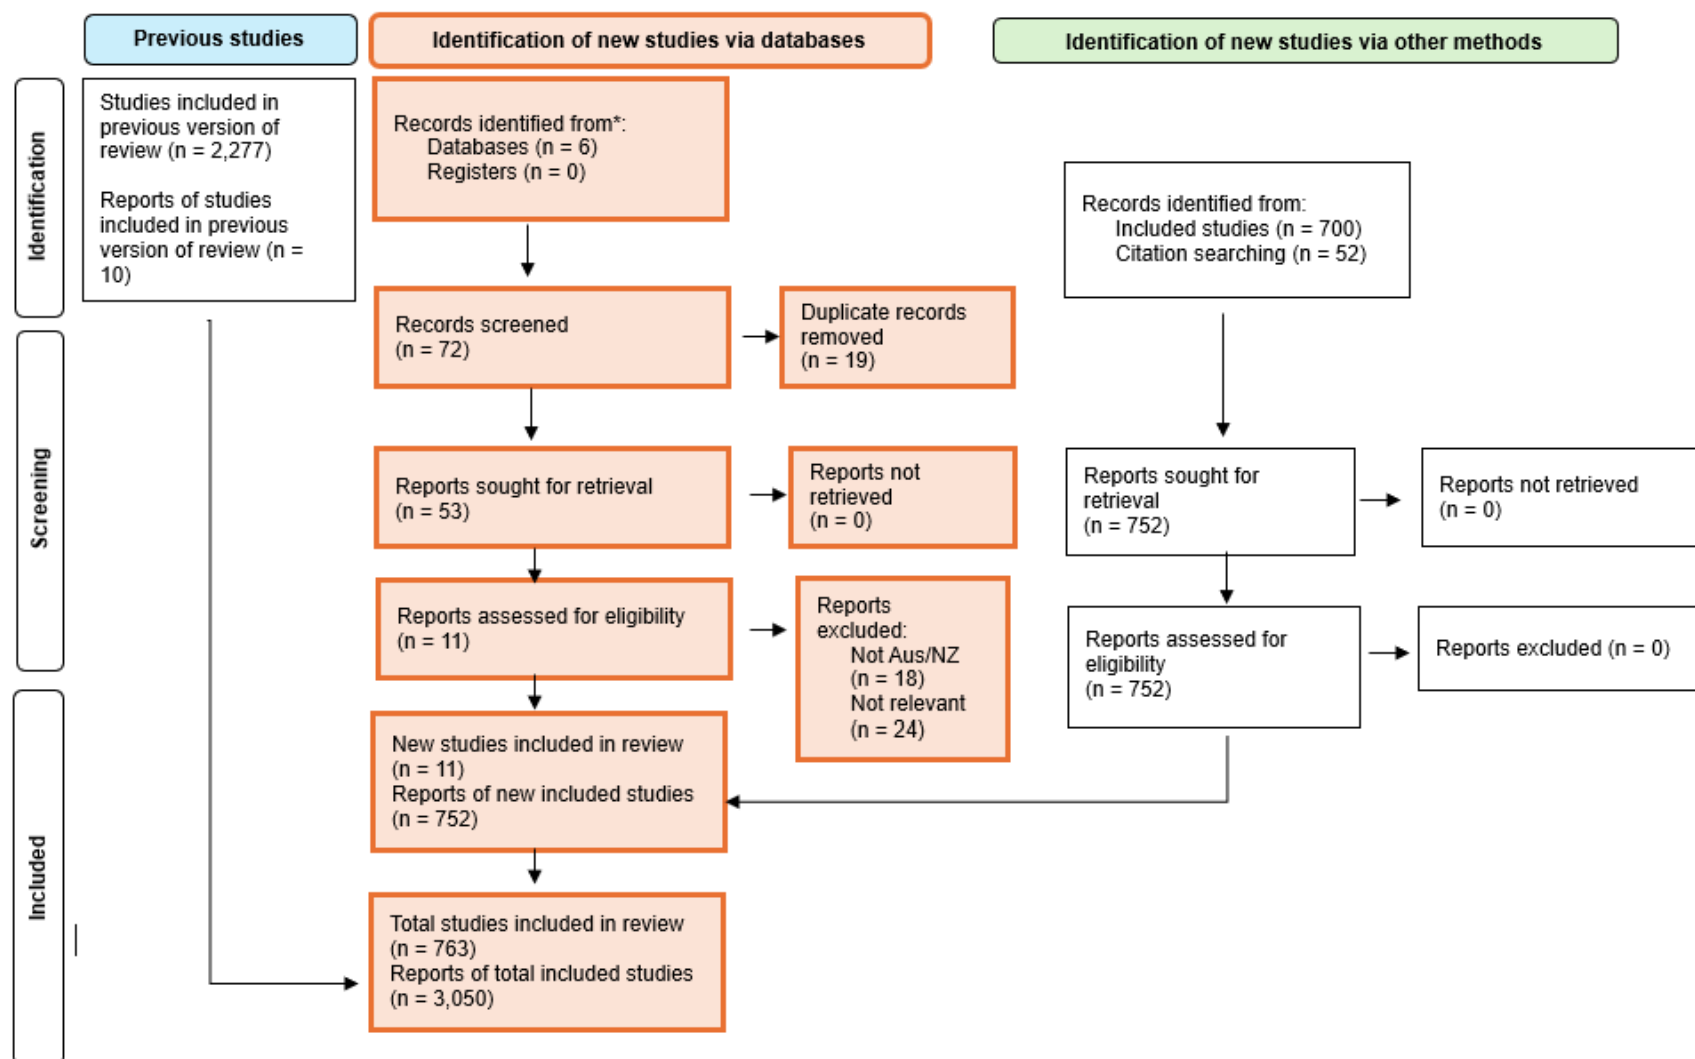 Previous studies
Identification of new studies via databases
Identification of new studies via other methods
Identification
Studies included in
previous version of
review (n = 2,277)
Reports of studies
included in previous
version of review (n =
10)
Records identified from*:
Databases (n = 6)
Registers (n = 0)
Records identified from:
Included studies (n = 700)
Citation searching (n = 52)
Screening
Records screened
(n = 72)
Duplicate records
removed
(n = 19)
Reports sought for retrieval
(n = 53)
Reports not
retrieved
(n = 0)
Reports sought for
retrieval
(n = 752)
Reports not retrieved
(n = 0)
Reports assessed for eligibility
(n = 11)
Reports
excluded:
Not Aus/NZ
(n = 18)
Not relevant
(n = 24)
Reports assessed for
eligibility
(n = 752)
Reports excluded (n = 0)
Included
New studies included in review
(n = 11)
Reports of new included studies
(n = 752)
Total studies included in review
(n = 763)
Reports of total included studies
(n = 3,050)